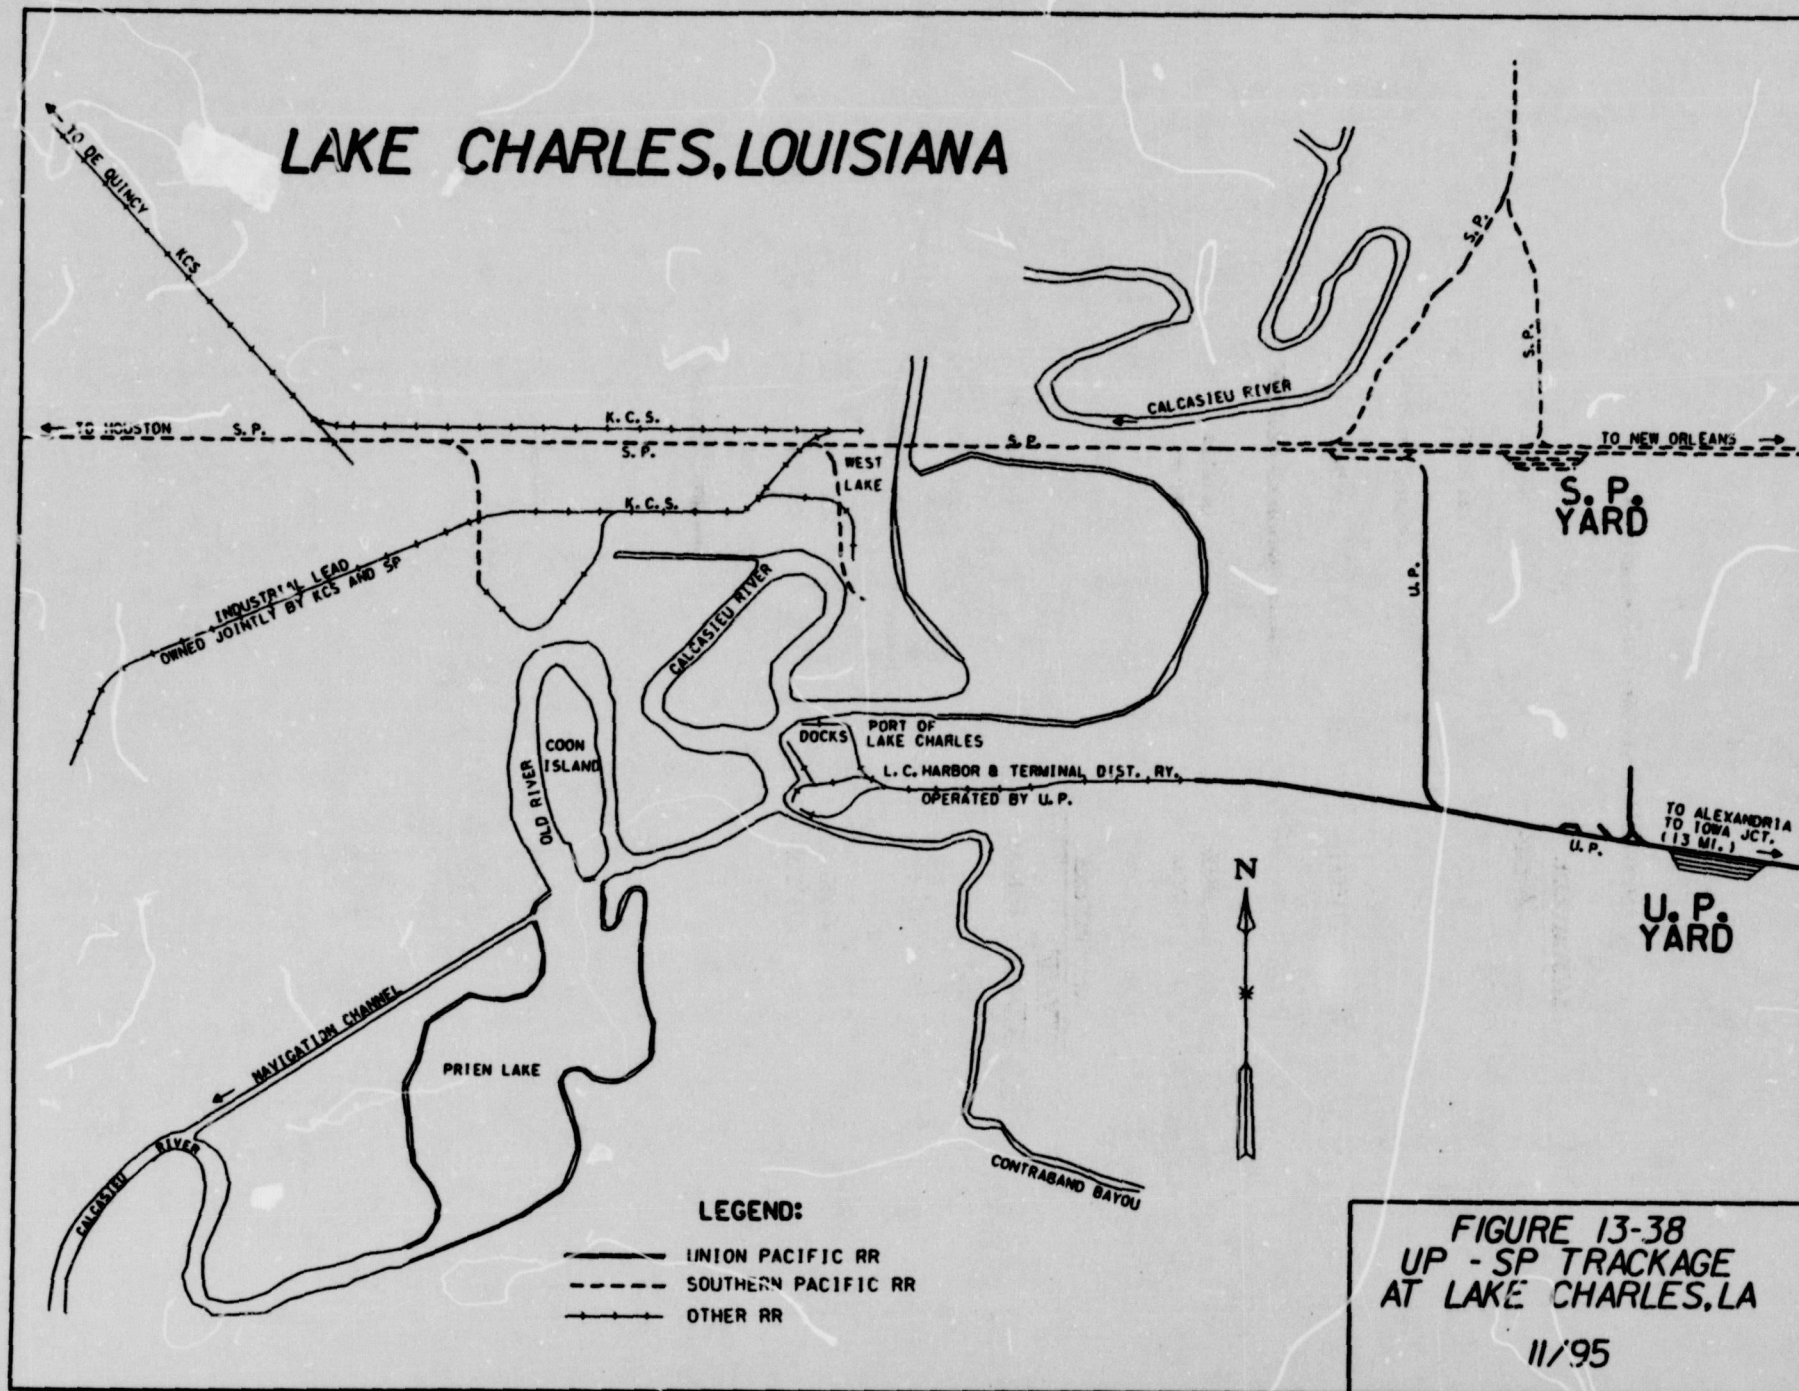 LAKE CHARLES, LOUISIANA
TO DE QUINCY
KCS
TO HOUSTON
S.P.
K.C.S.
S.P.
S.P.
S.P.
S.P.
CALCASIEU RIVER
TO NEW ORLEANS
S.P.
YARD
WEST
LAKE
K.C.S.
INDUSTRIAL LEAD
OWNED JOINTLY BY KCS AND SP
CALCASIEU RIVER
U.P.
COON
ISLAND
OLD RIVER
DOCKS
PORT OF
LAKE CHARLES
L.C. HARBOR & TERMINAL DIST. RY.
OPERATED BY U.P.
TO ALEXANDRIA
TO IOWA JCT.
(13 MI.)
U.P.
U.P.
YARD
N
NAVIGATION CHANNEL
PRIEN LAKE
CALCASIEU RIVER
CONTRABAND BAYOU
LEGEND:
UNION PACIFIC RR
SOUTHERN PACIFIC RR
OTHER RR
FIGURE 13-38
UP - SP TRACKAGE
AT LAKE CHARLES, LA
11/95